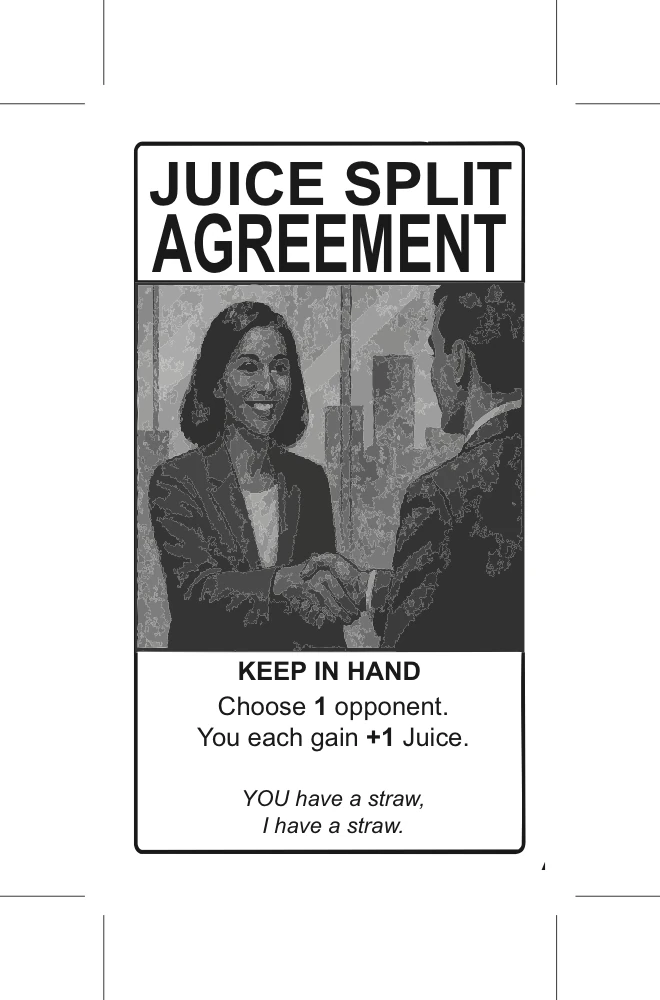 JUICE SPLIT
AGREEMENT
KEEP IN HAND
Choose 1 opponent.
You each gain +1 Juice.
YOU have a straw,
I have a straw.